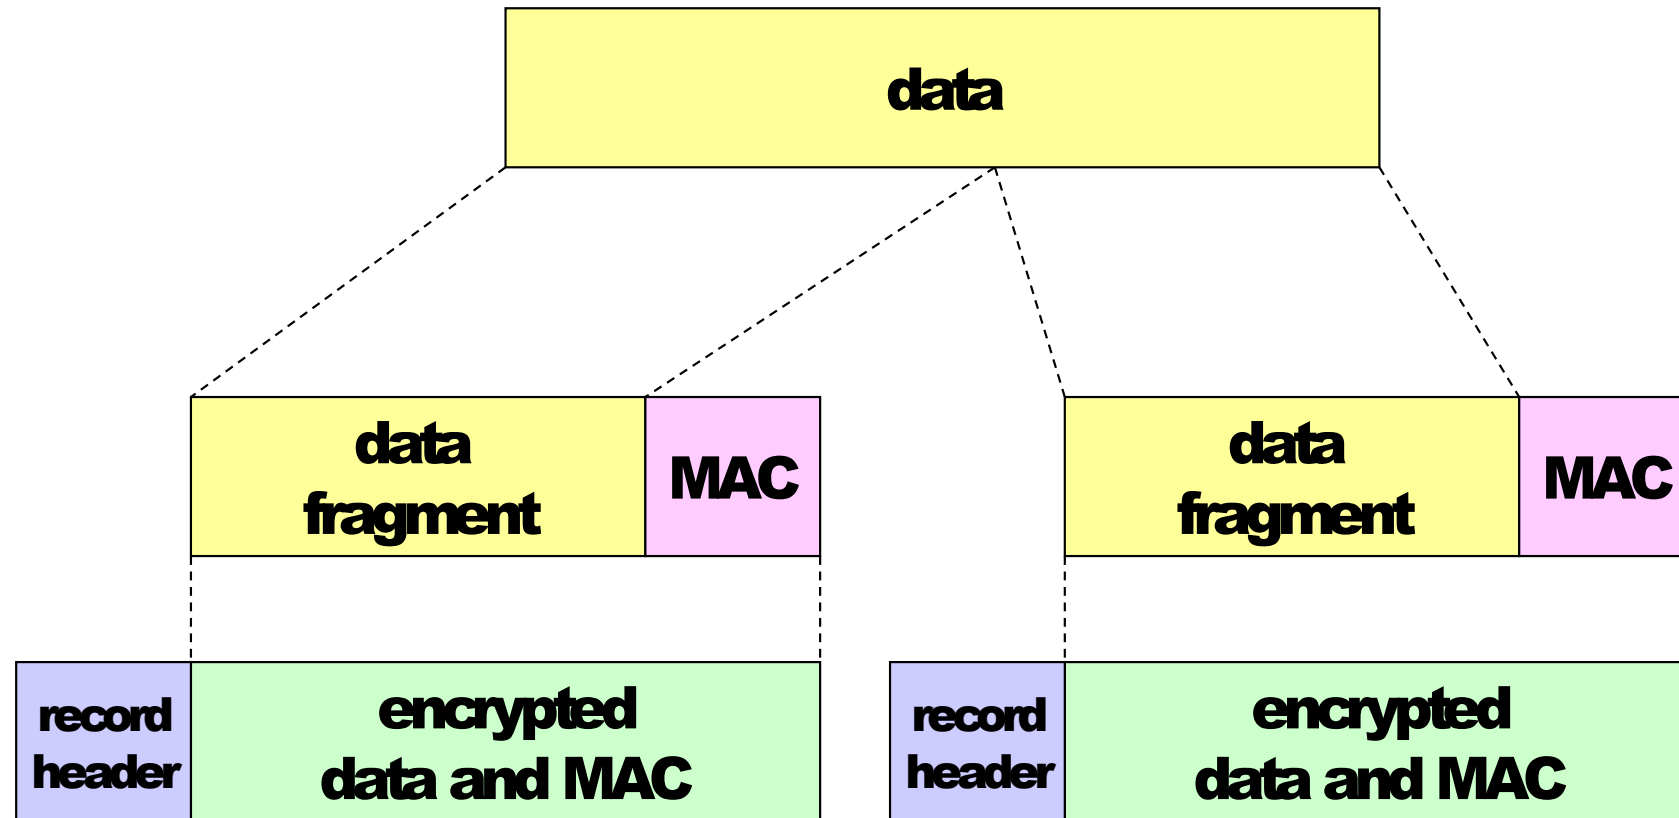 data
data
fragment
MAC
data
fragment
MAC
record
header
encrypted
data and MAC
record
header
encrypted
data and MAC